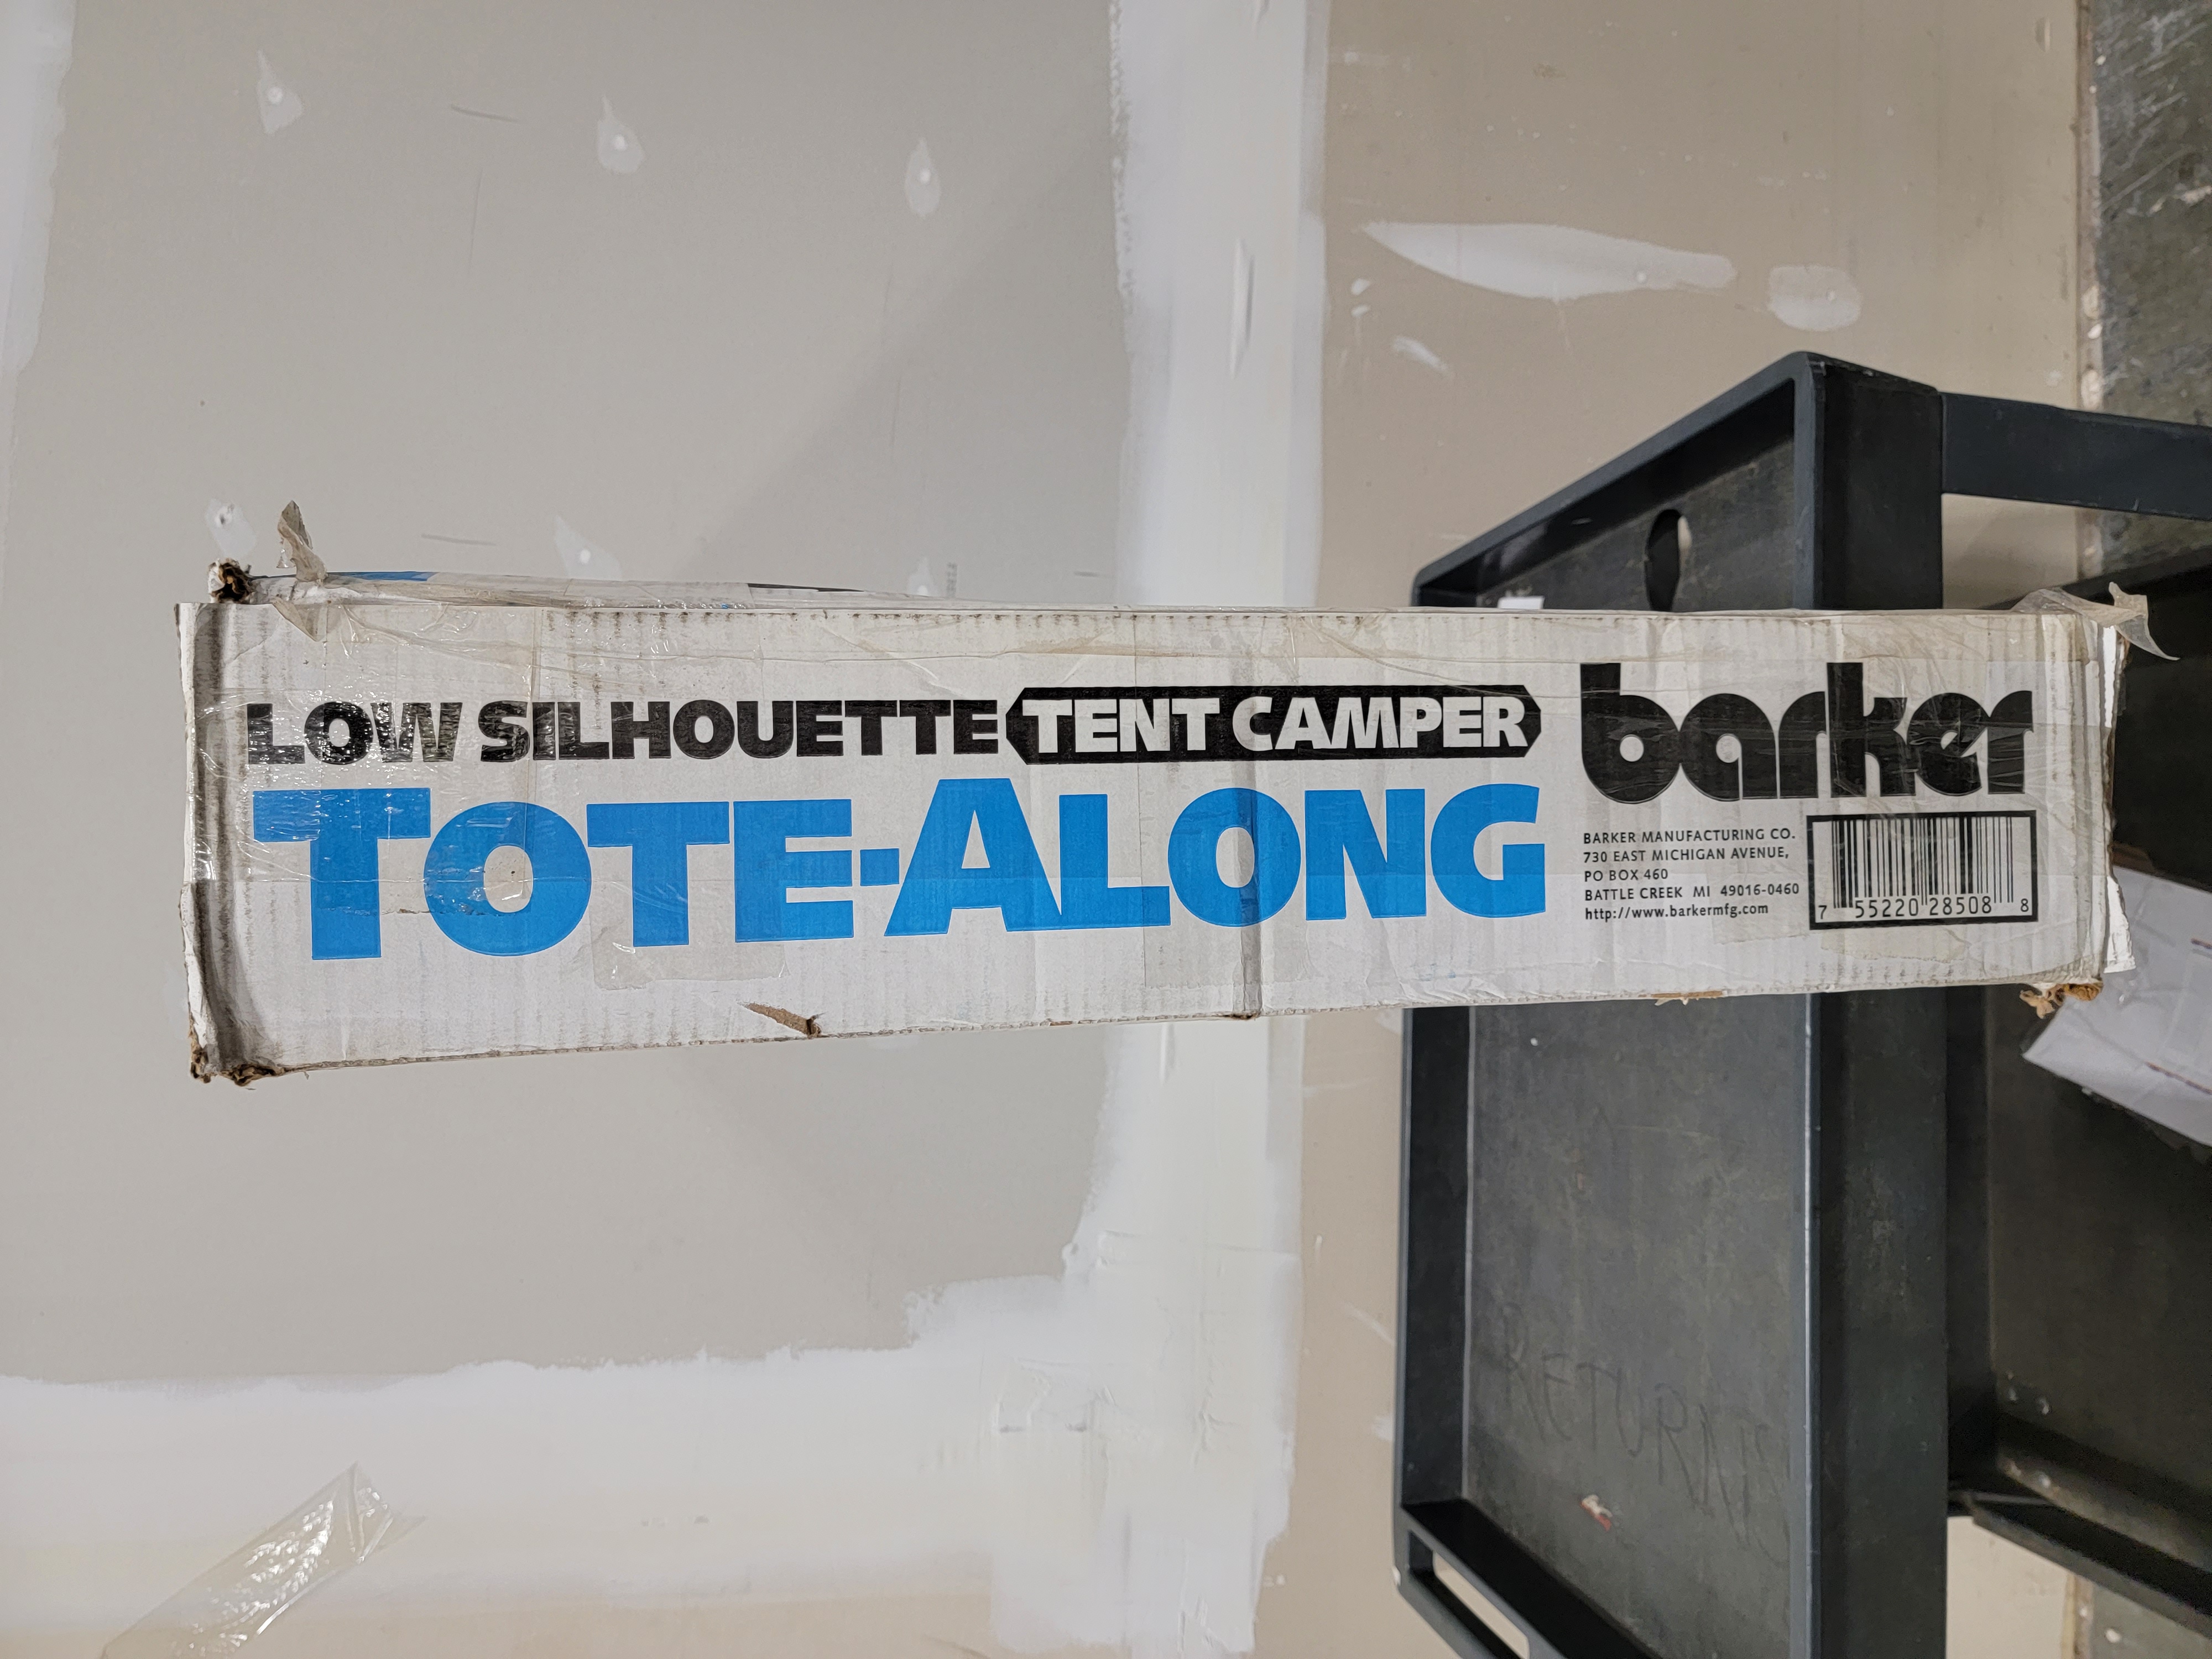 LOW SILHOUETTE TENT CAMPER
TOTE-ALONG
barker
BARKER MANUFACTURING CO.
730 EAST MICHIGAN AVENUE,
PO BOX 460
BATTLE CREEK MI 49016-0460
http://www.barkermfg.com
7 55220 28508 8
RETURN